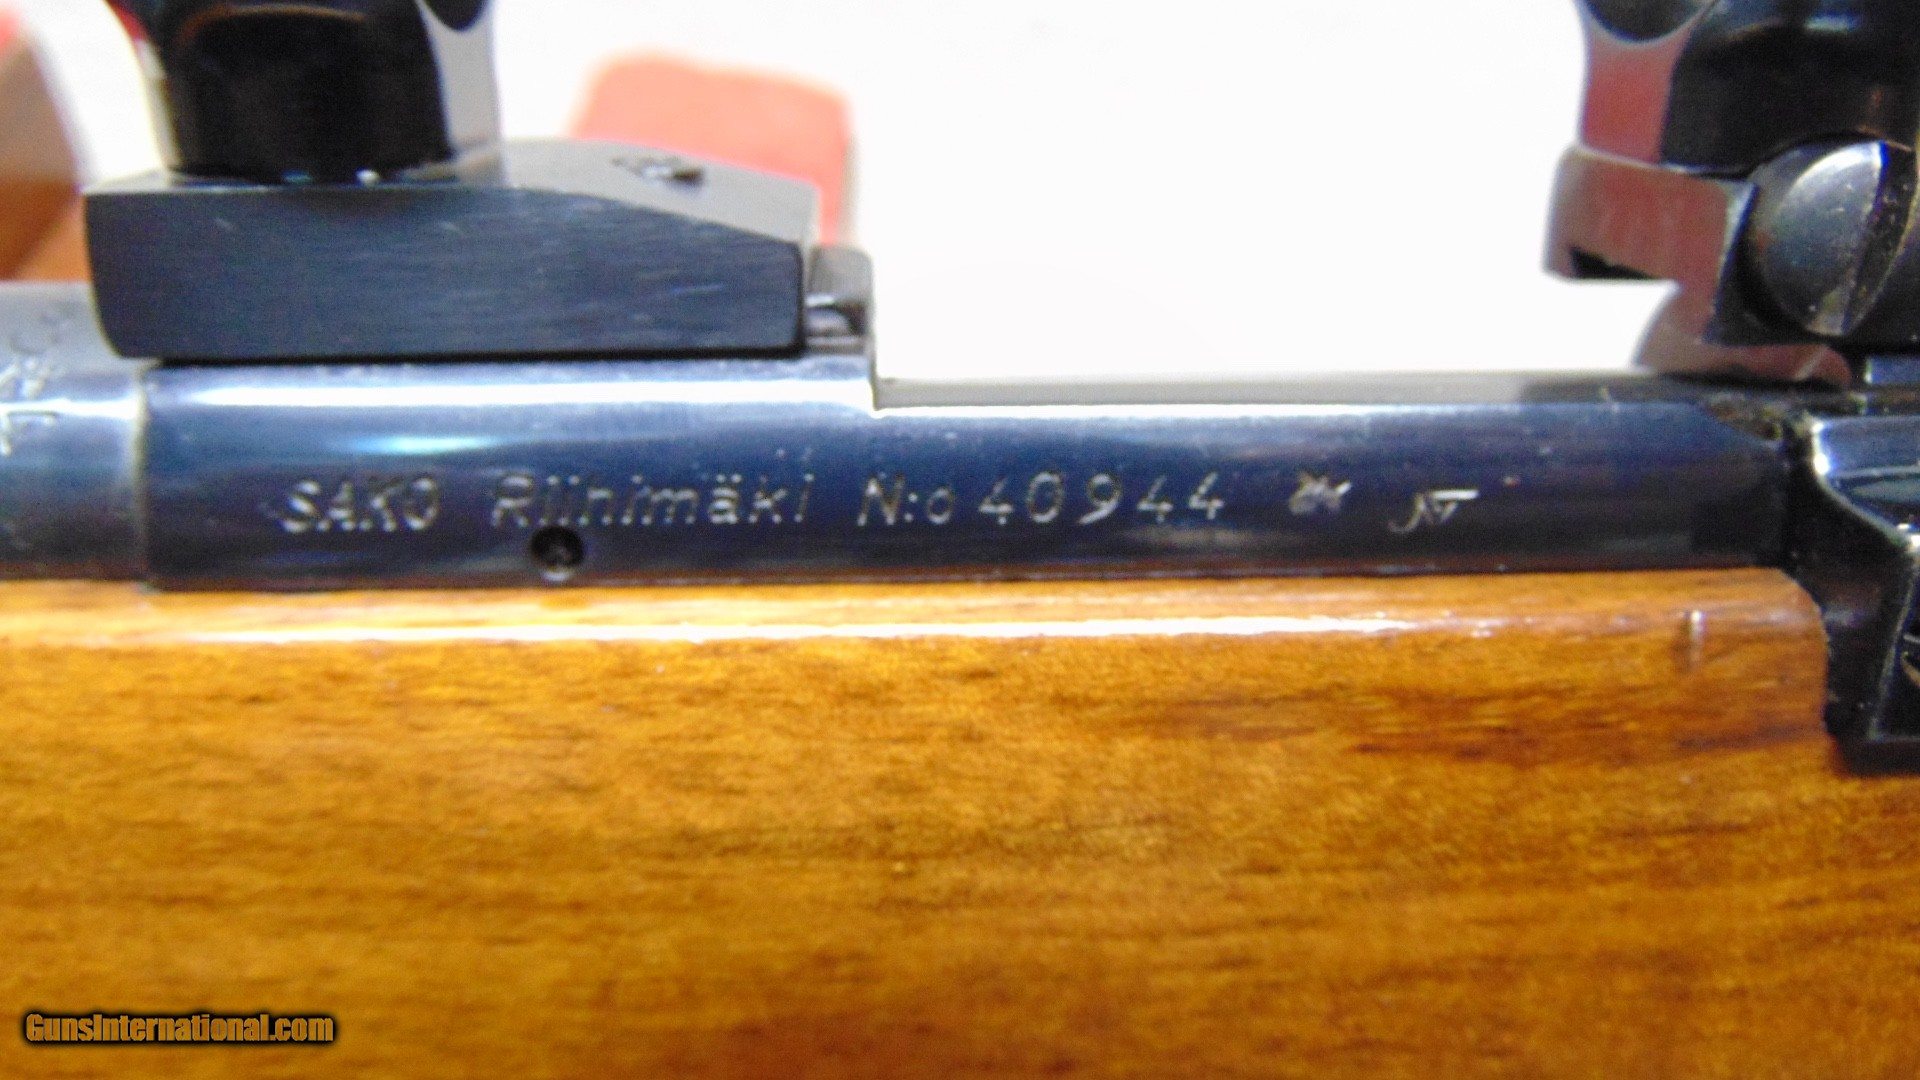 SAKO Riihimäki N:o 40944
GunsInternational.com